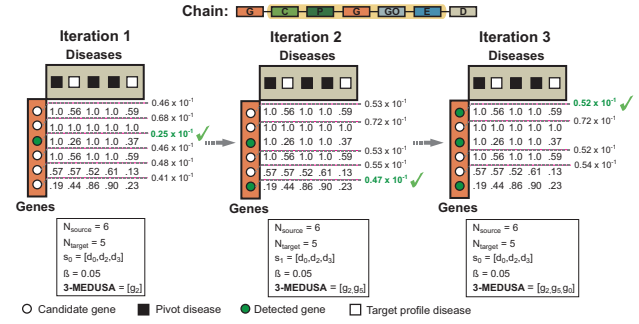 Chain: G C P G GO E D
Iteration 1 Iteration 2 Iteration 3
Diseases Diseases Diseases
0.46 x 10⁻¹ 0.53 x 10⁻¹ 0.52 x 10⁻¹
1.0 .56 1.0 1.0 .59 1.0 .56 1.0 1.0 .59 1.0 .56 1.0 1.0 .59
0.68 x 10⁻¹ 0.72 x 10⁻¹ 0.72 x 10⁻¹
1.0 1.0 1.0 1.0 1.0 1.0 1.0 1.0 1.0 1.0 1.0 1.0 1.0 1.0 1.0
0.25 x 10⁻¹
1.0 .26 1.0 1.0 .37 1.0 .26 1.0 1.0 .37 1.0 .26 1.0 1.0 .37
0.46 x 10⁻¹ 0.53 x 10⁻¹ 0.52 x 10⁻¹
1.0 .56 1.0 1.0 .59 1.0 .56 1.0 1.0 .59 1.0 .56 1.0 1.0 .59
0.48 x 10⁻¹ 0.55 x 10⁻¹ 0.54 x 10⁻¹
.57 .57 .52 .61 .13 .57 .57 .52 .61 .13 .57 .57 .52 .61 .13
0.41 x 10⁻¹ 0.47 x 10⁻¹
.19 .44 .86 .90 .23 .19 .44 .86 .90 .23 .19 .44 .86 .90 .23
Genes Genes Genes
N_source = 6 N_source = 6 N_source = 6
N_target = 5 N_target = 5 N_target = 5
s₀ = [d₀,d₂,d₃] s₁ = [d₀,d₂,d₃] s₀ = [d₀,d₂,d₃]
ß = 0.05 ß = 0.05 ß = 0.05
3-MEDUSA = [g₂] 3-MEDUSA = [g₂,g₅] 3-MEDUSA = [g₂,g₅,g₀]
Candidate gene Pivot disease Detected gene Target profile disease